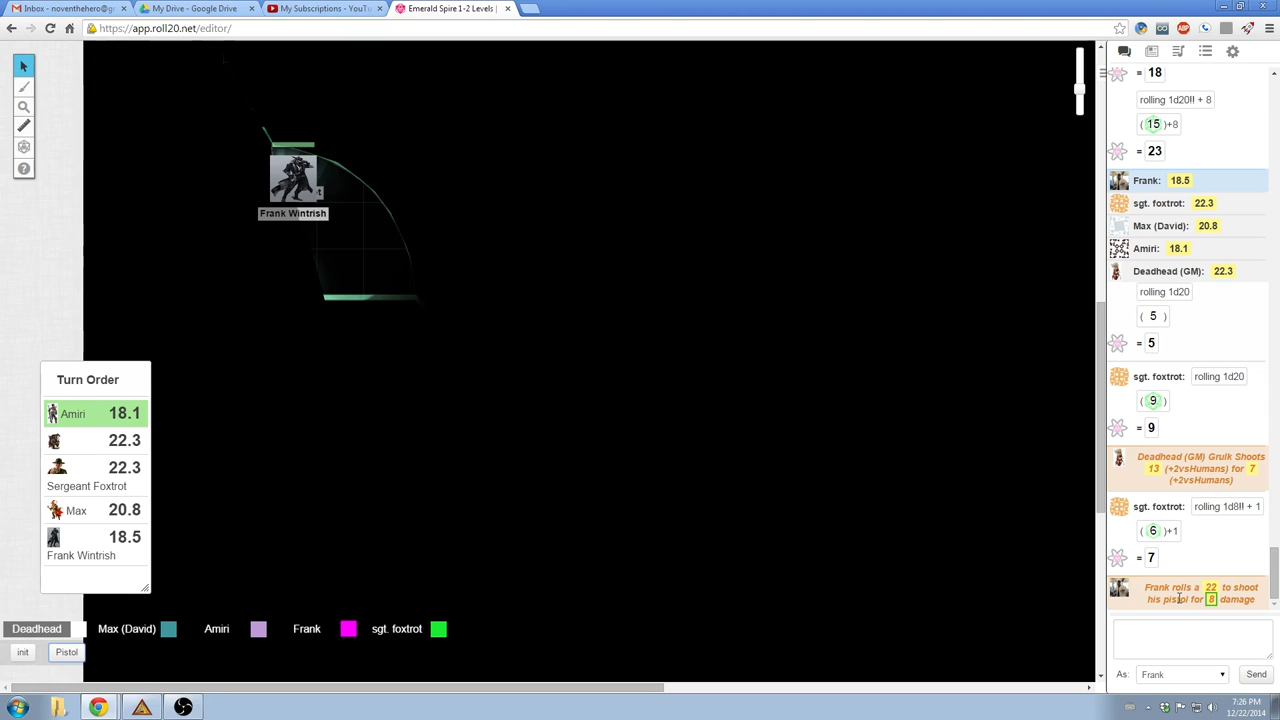 Inbox - noventhehero@gr
My Drive - Google Drive
My Subscriptions - YouTu
Emerald Spire 1-2 Levels |
https://app.roll20.net/editor/
= 18
rolling 1d20!! + 8
(15)+8
= 23
Frank: 18.5
sgt. foxtrot: 22.3
Max (David): 20.8
Amiri: 18.1
Deadhead (GM): 22.3
rolling 1d20
( 5 )
= 5
sgt. foxtrot: rolling 1d20
( 9 )
= 9
Deadhead (GM) Grulk Shoots
13 (+2vsHumans) for 7
(+2vsHumans)
sgt. foxtrot: rolling 1d8!! + 1
( 6 )+1
= 7
Frank rolls a 22 to shoot
his pistol for 8 damage
As: Frank
Send
t
Frank Wintrish
Turn Order
Amiri 18.1
22.3
22.3
Sergeant Foxtrot
Max 20.8
18.5
Frank Wintrish
Deadhead Max (David) Amiri Frank sgt. foxtrot
init Pistol
7:26 PM
12/22/2014